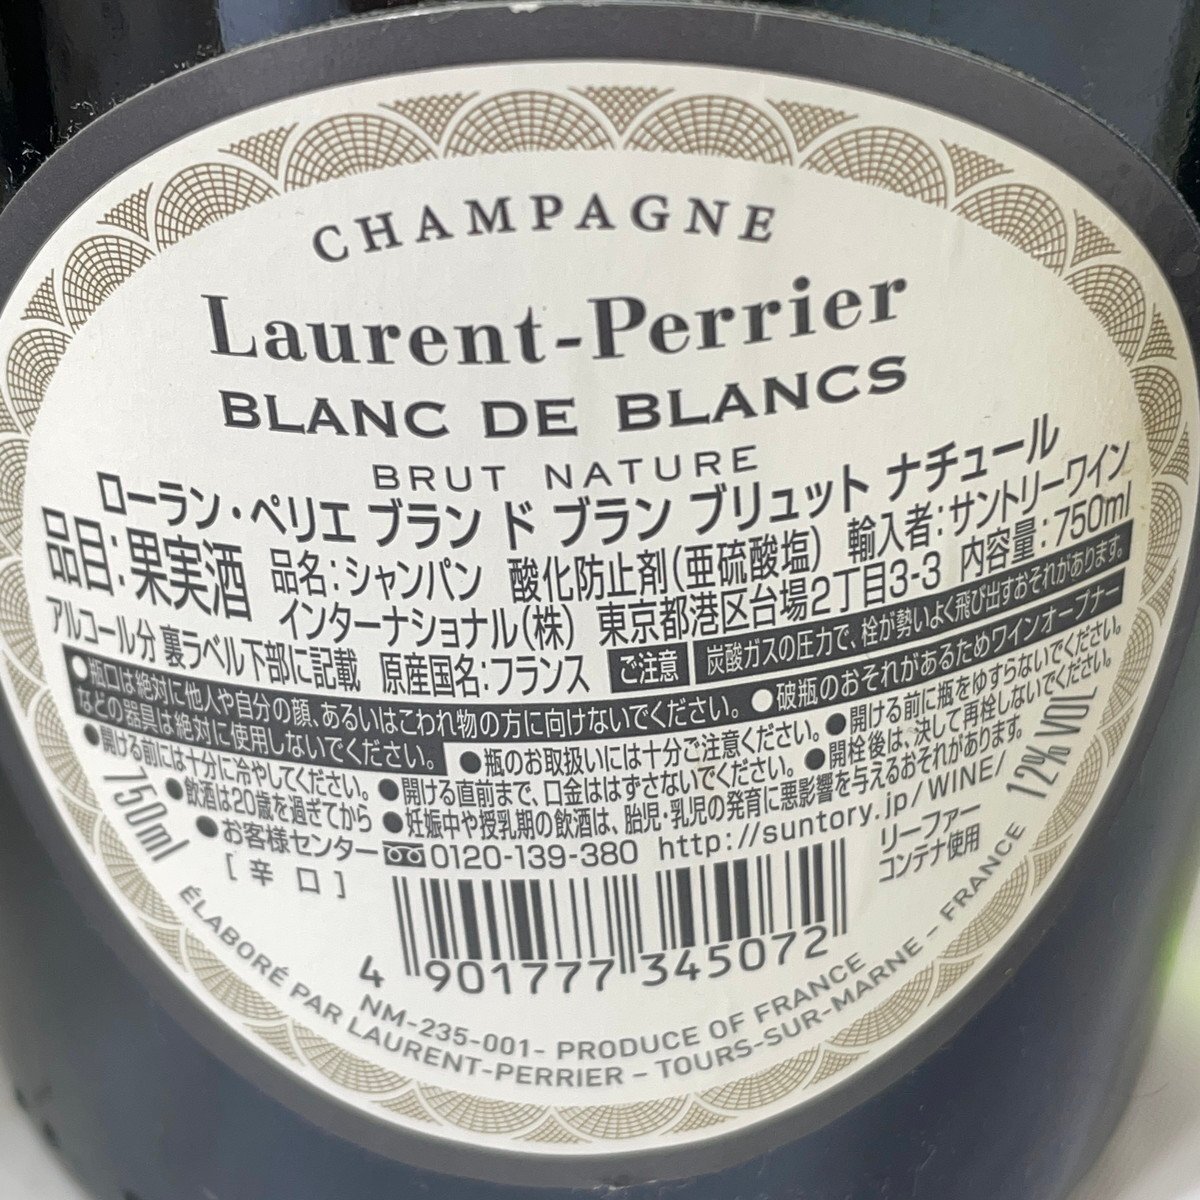 CHAMPAGNE
Laurent-Perrier
BLANC DE BLANCS
BRUT NATURE
ローラン・ペリエ ブラン ド ブラン ブリュット ナチュール
品目:果実酒 品名:シャンパン 酸化防止剤(亜硫酸塩) 輸入者:サントリーワイン
インターナショナル(株) 東京都港区台場2丁目3-3 内容量:750ml
アルコール分 裏ラベル下部に記載 原産国名:フランス ご注意 炭酸ガスの圧力で、栓が勢いよく飛び出すおそれがあります。
●瓶口は絶対に他人や自分の顔、あるいはこわれ物の方に向けないでください。●破瓶のおそれがあるためワインオープナー
などの器具は絶対に使用しないでください。●瓶のお取扱いには十分ご注意ください。●開ける前に瓶をゆすらないでください。
●開ける前には十分に冷やしてください。●開ける直前まで、口金ははずさないでください。●開栓後は、決して再栓しないでください。
●飲酒は20歳を過ぎてから ●妊娠中や授乳期の飲酒は、胎児・乳児の発育に悪影響を与えるおそれがあります。
●お客様センター 0120-139-380 http://suntory.jp/WINE/
[辛 口]
リーファー
コンテナ使用
750ml
12% VOL
4 901777 345072
NM-235-001- PRODUCE OF FRANCE
ÉLABORÉ PAR LAURENT-PERRIER – TOURS-SUR-MARNE – FRANCE